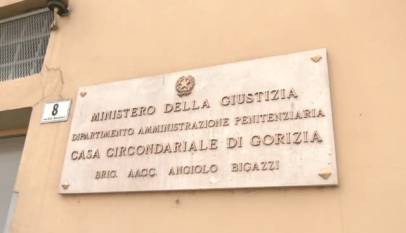 8
MINISTERO DELLA GIUSTIZIA
DIPARTIMENTO AMMINISTRAZIONE PENITENZIARIA
CASA CIRCONDARIALE DI GORIZIA
BRIG. AACC. ANGIOLO BIGAZZI